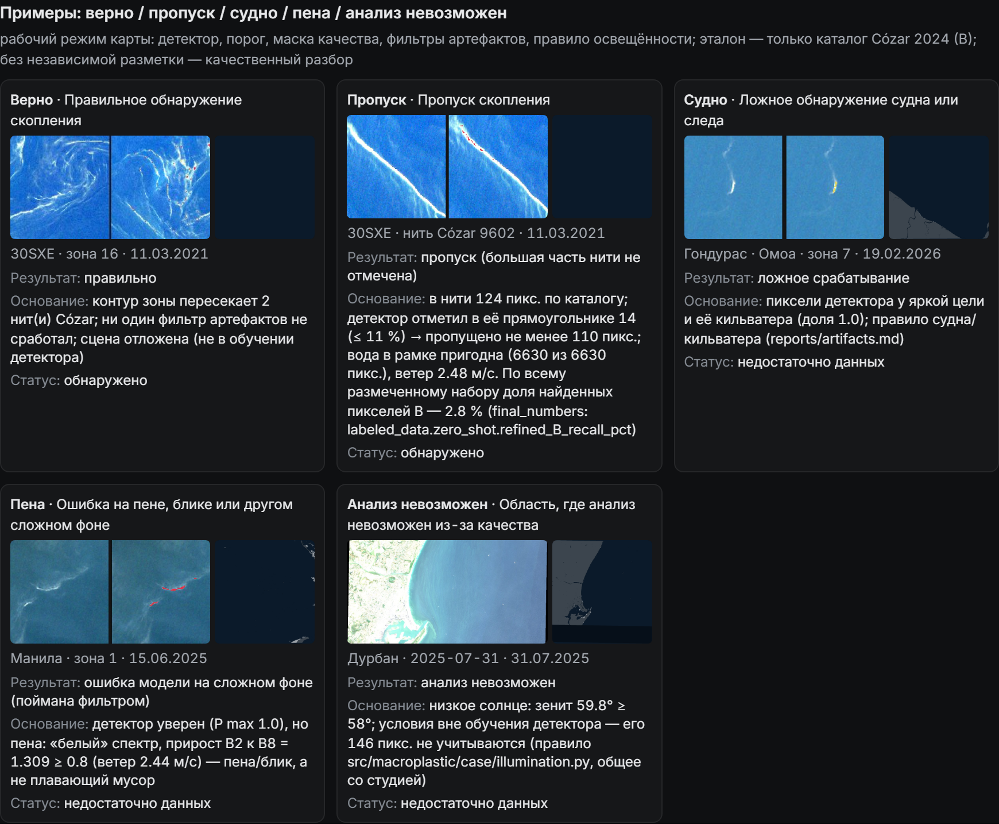 Примеры: верно / пропуск / судно / пена / анализ невозможен
рабочий режим карты: детектор, порог, маска качества, фильтры артефактов, правило освещённости; эталон — только каталог Cózar 2024 (B);
без независимой разметки — качественный разбор
Верно · Правильное обнаружение
скопления
30SXE · зона 16 · 11.03.2021
Результат: правильно
Основание: контур зоны пересекает 2
нит(и) Cózar; ни один фильтр артефактов не
сработал; сцена отложена (не в обучении
детектора)
Статус: обнаружено
Пропуск · Пропуск скопления
30SXE · нить Cózar 9602 · 11.03.2021
Результат: пропуск (большая часть нити не
отмечена)
Основание: в нити 124 пикс. по каталогу;
детектор отметил в её прямоугольнике 14
(≤ 11 %) → пропущено не менее 110 пикс.;
вода в рамке пригодна (6630 из 6630
пикс.), ветер 2.48 м/с. По всему
размеченному набору доля найденных
пикселей B — 2.8 % (final_numbers:
labeled_data.zero_shot.refined_B_recall_pct)
Статус: обнаружено
Судно · Ложное обнаружение судна или
следа
Гондурас · Омоа · зона 7 · 19.02.2026
Результат: ложное срабатывание
Основание: пиксели детектора у яркой цели
и её кильватера (доля 1.0); правило судна/
кильватера (reports/artifacts.md)
Статус: недостаточно данных
Пена · Ошибка на пене, блике или другом
сложном фоне
Манила · зона 1 · 15.06.2025
Результат: ошибка модели на сложном фоне
(поймана фильтром)
Основание: детектор уверен (P max 1.0), но
пена: «белый» спектр, прирост B2 к B8 =
1.309 ≥ 0.8 (ветер 2.44 м/с) — пена/блик, а
не плавающий мусор
Статус: недостаточно данных
Анализ невозможен · Область, где анализ
невозможен из-за качества
Дурбан · 2025-07-31 · 31.07.2025
Результат: анализ невозможен
Основание: низкое солнце: зенит 59.8° ≥
58°; условия вне обучения детектора — его
146 пикс. не учитываются (правило
src/macroplastic/case/illumination.py, общее
со студией)
Статус: недостаточно данных